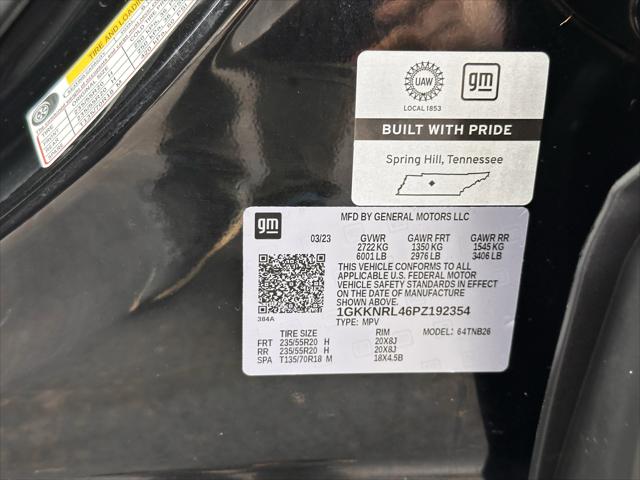 TIRE AND LOADING
UAW
gm
LOCAL 1853
BUILT WITH PRIDE
Spring Hill, Tennessee
gm
MFD BY GENERAL MOTORS LLC
03/23 GVWR GAWR FRT GAWR RR
2722 KG 1350 KG 1545 KG
6001 LB 2976 LB 3406 LB
THIS VEHICLE CONFORMS TO ALL
APPLICABLE U.S. FEDERAL MOTOR
VEHICLE SAFETY STANDARDS IN EFFECT
ON THE DATE OF MANUFACTURE
SHOWN ABOVE.
384A
1GKKNRL46PZ192354
TYPE: MPV
TIRE SIZE RIM MODEL: 64TNB26
FRT 235/55R20 H 20X8J
RR 235/55R20 H 20X8J
SPA T135/70R18 M 18X4.5B